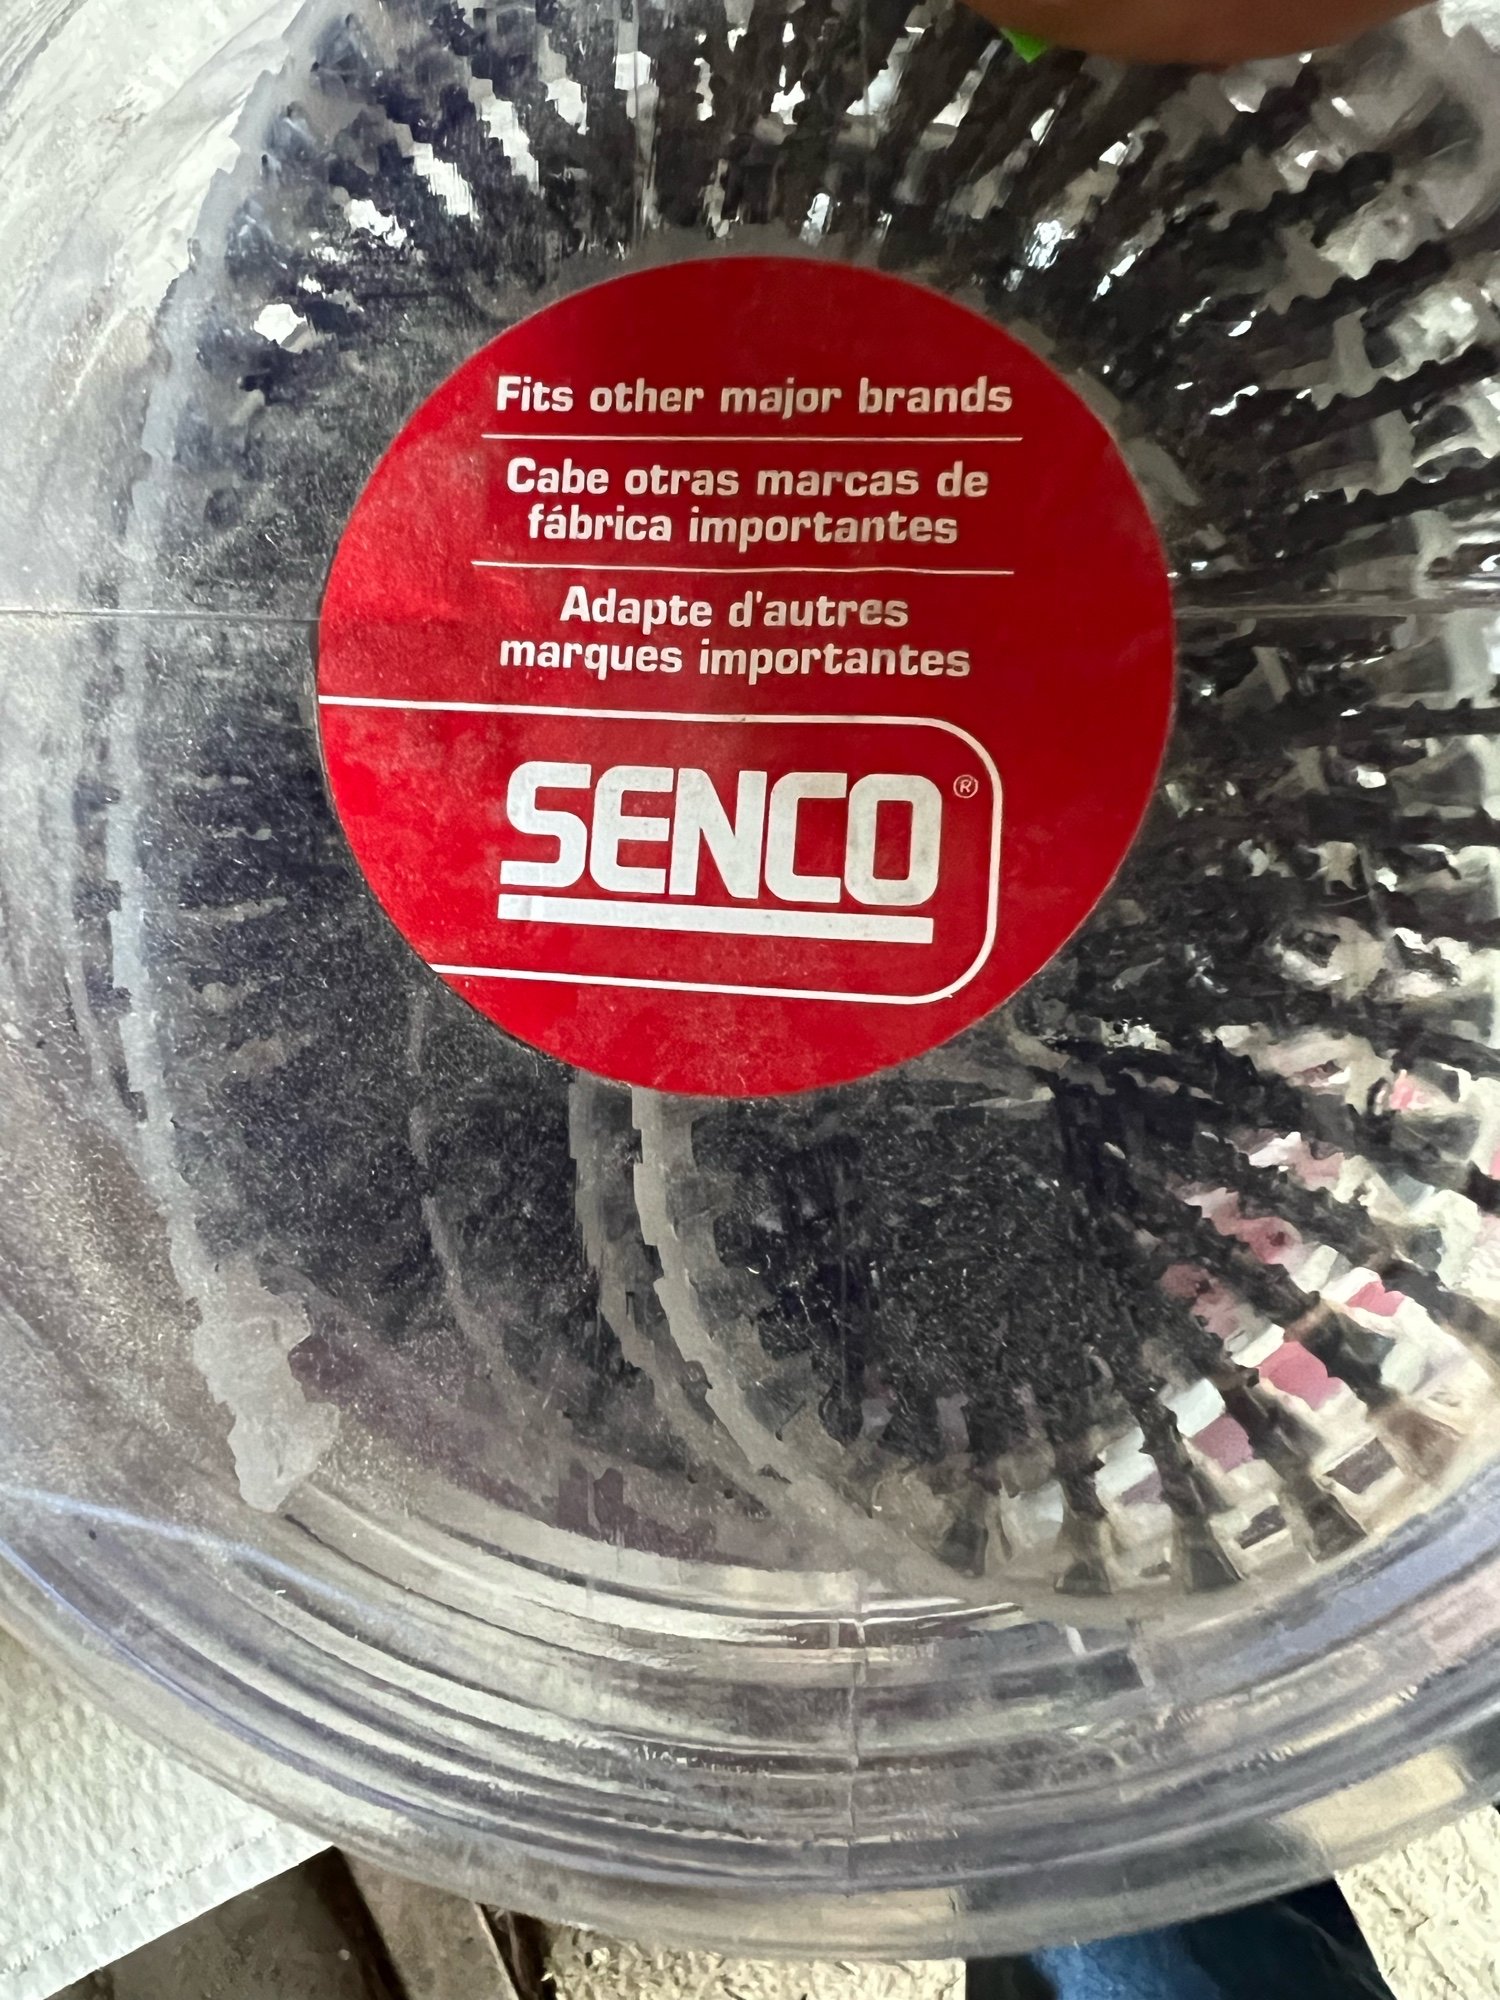 Fits other major brands
Cabe otras marcas de
fábrica importantes
Adapte d'autres
marques importantes
SENCO®